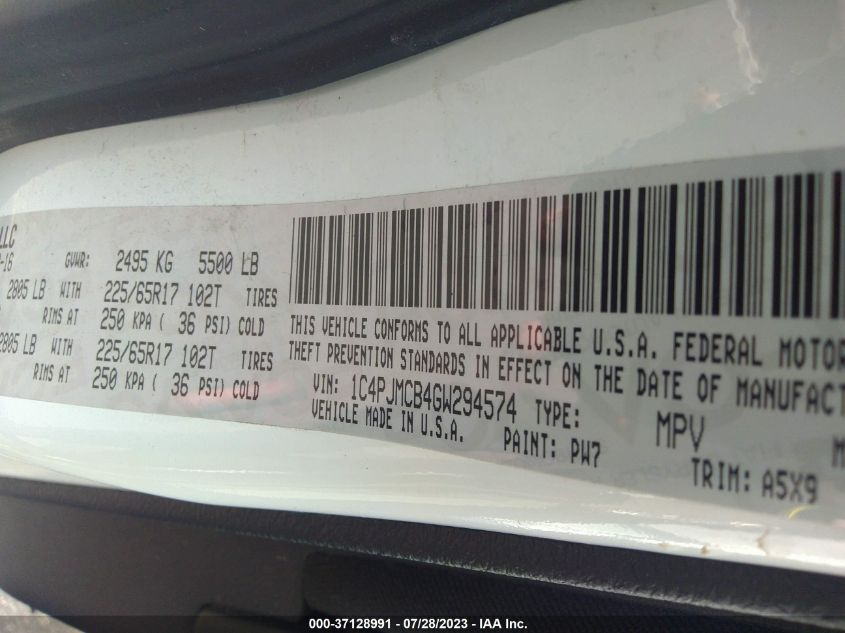 LLC
-16 GVWR: 2495 KG 5500 LB
2805 LB WITH 225/65R17 102T TIRES
RIMS AT 250 KPA ( 36 PSI) COLD
2805 LB WITH 225/65R17 102T TIRES
RIMS AT 250 KPA ( 36 PSI) COLD
THIS VEHICLE CONFORMS TO ALL APPLICABLE U.S.A. FEDERAL MOTOR
THEFT PREVENTION STANDARDS IN EFFECT ON THE DATE OF MANUFACT
VIN: 1C4PJMCB4GW294574 TYPE: MPV
VEHICLE MADE IN U.S.A. PAINT: PW7 TRIM: A5X9
000-37128991 / 07/28/2023 / IAA Inc.